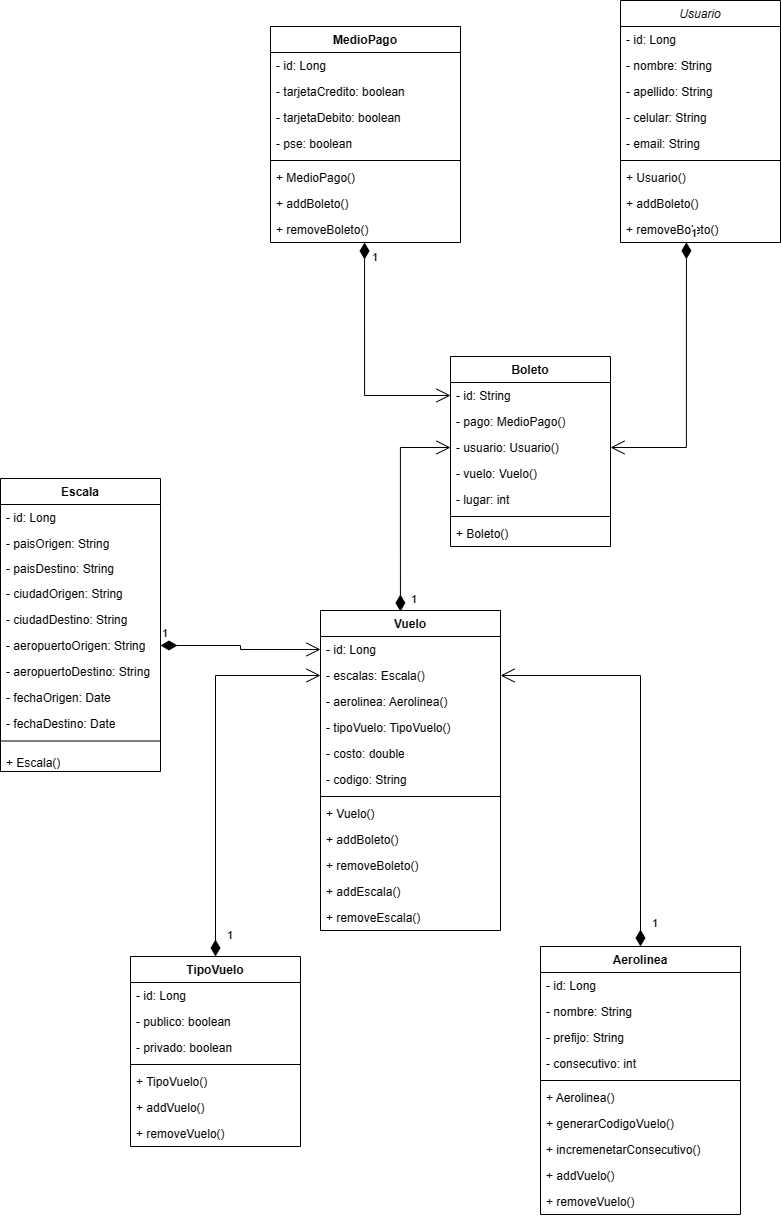 MedioPago
- id: Long
- tarjetaCredito: boolean
- tarjetaDebito: boolean
- pse: boolean
+ MedioPago()
+ addBoleto()
+ removeBoleto()
1
Usuario
- id: Long
- nombre: String
- apellido: String
- celular: String
- email: String
+ Usuario()
+ addBoleto()
+ removeBoleto()
1
Boleto
- id: String
- pago: MedioPago()
- usuario: Usuario()
- vuelo: Vuelo()
- lugar: int
+ Boleto()
Escala
- id: Long
- paisOrigen: String
- paisDestino: String
- ciudadOrigen: String
- ciudadDestino: String
- aeropuertoOrigen: String
- aeropuertoDestino: String
- fechaOrigen: Date
- fechaDestino: Date
+ Escala()
1
1
Vuelo
- id: Long
- escalas: Escala()
- aerolinea: Aerolinea()
- tipoVuelo: TipoVuelo()
- costo: double
- codigo: String
+ Vuelo()
+ addBoleto()
+ removeBoleto()
+ addEscala()
+ removeEscala()
1
TipoVuelo
- id: Long
- publico: boolean
- privado: boolean
+ TipoVuelo()
+ addVuelo()
+ removeVuelo()
1
Aerolinea
- id: Long
- nombre: String
- prefijo: String
- consecutivo: int
+ Aerolinea()
+ generarCodigoVuelo()
+ incremenetarConsecutivo()
+ addVuelo()
+ removeVuelo()